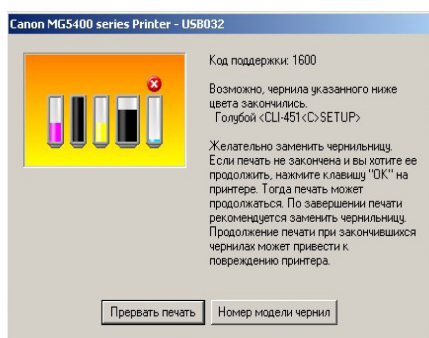 Canon MG5400 series Printer - USB032
Код поддержки: 1600
Возможно, чернила указанного ниже
цвета закончились.
Голубой <CLI-451<C>SETUP>
Желательно заменить чернильницу.
Если печать не закончена и вы хотите ее
продолжить, нажмите клавишу "ОК" на
принтере. Тогда печать может
продолжаться. По завершении печати
рекомендуется заменить чернильницу.
Продолжение печати при закончившихся
чернилах может привести к
повреждению принтера.
Прервать печать
Номер модели чернил